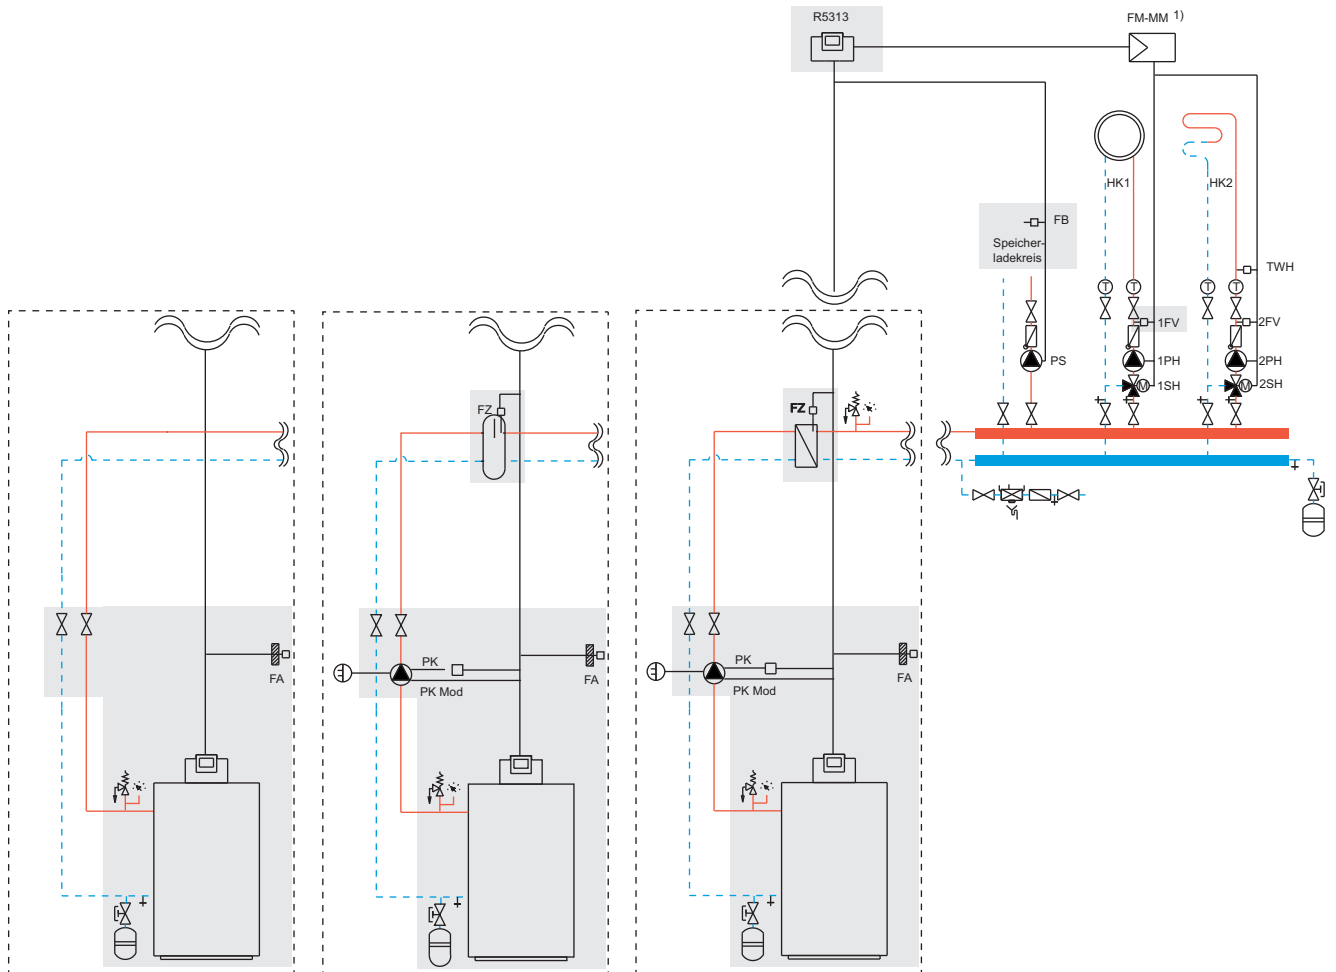 R5313
FM-MM 1)
HK1
HK2
FB
Speicher-
ladekreis
TWH
T
T
T
T
1FV
2FV
PS
1PH
2PH
M
1SH
M
2SH
FZ
FZ
FA
PK
PK Mod
FA
PK
PK Mod
FA